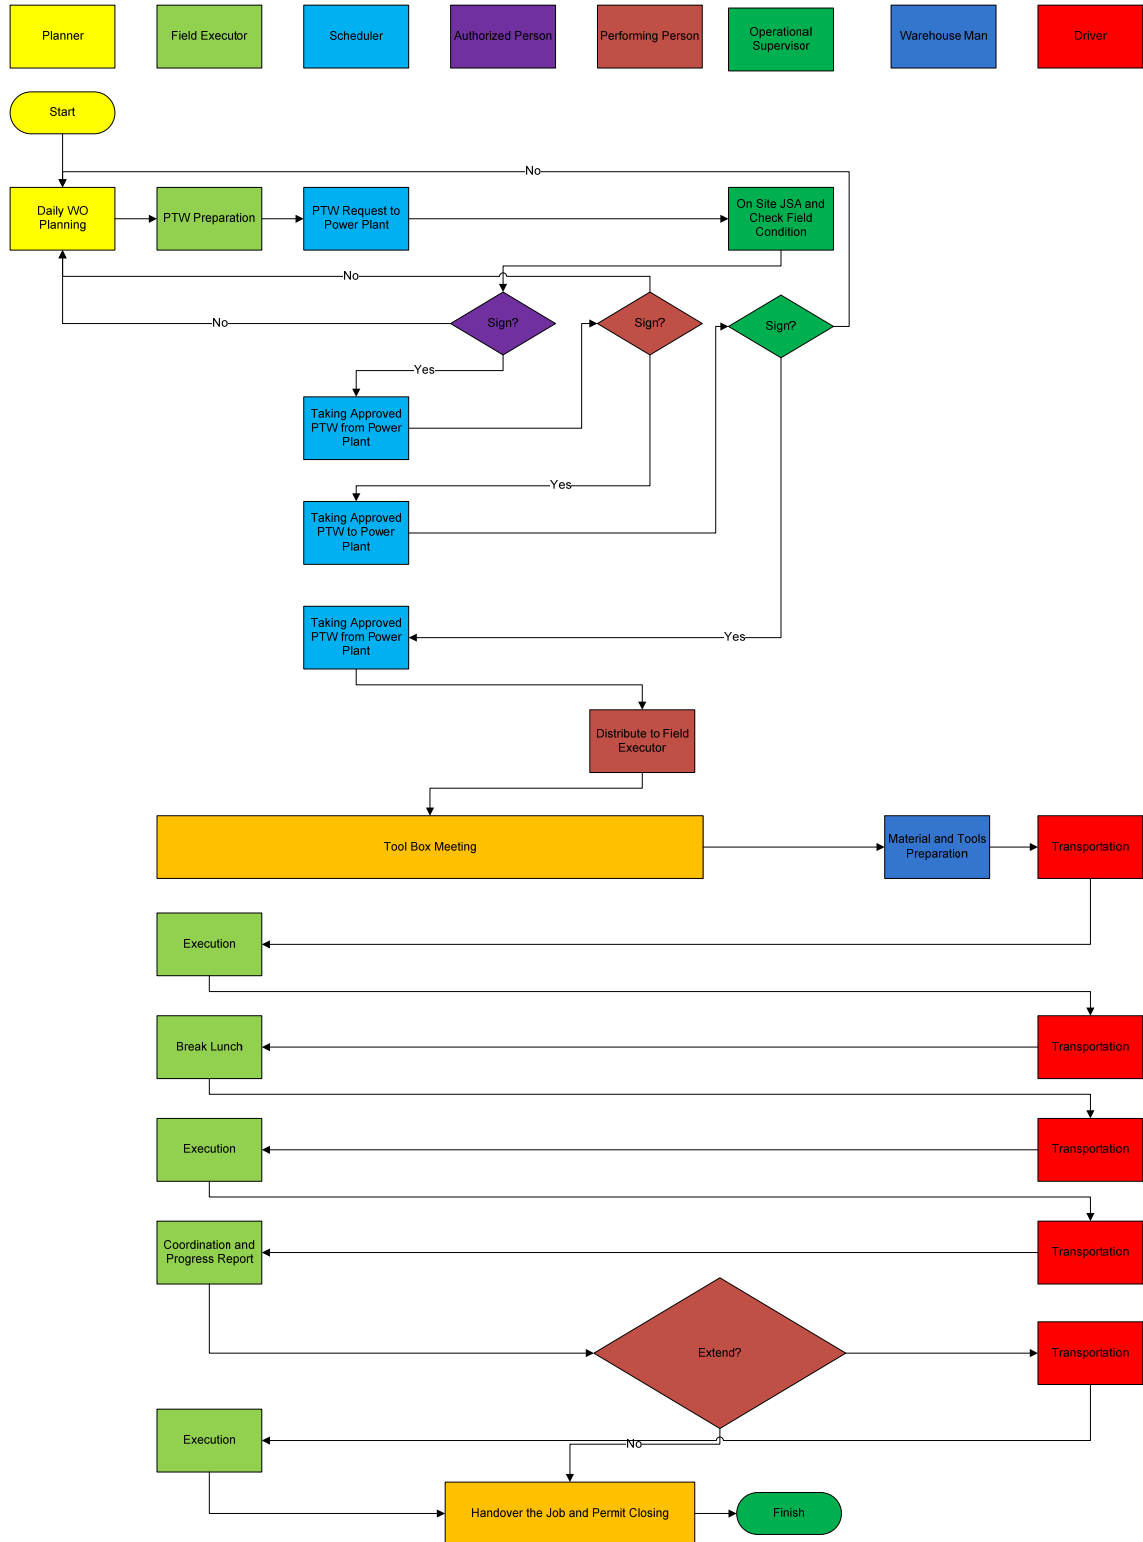 Planner
Field Executor
Scheduler
Authorized Person
Performing Person
Operational
Supervisor
Warehouse Man
Driver
Start
No
Daily WO
Planning
PTW Preparation
PTW Request to
Power Plant
On Site JSA and
Check Field
Condition
No
No
Sign?
Sign?
Sign?
Yes
Taking Approved
PTW from Power
Plant
Yes
Taking Approved
PTW to Power
Plant
Taking Approved
PTW from Power
Plant
Yes
Distribute to Field
Executor
Tool Box Meeting
Material and Tools
Preparation
Transportation
Execution
Break Lunch
Transportation
Execution
Transportation
Coordination and
Progress Report
Transportation
Extend?
Transportation
Execution
No
Handover the Job and Permit Closing
Finish